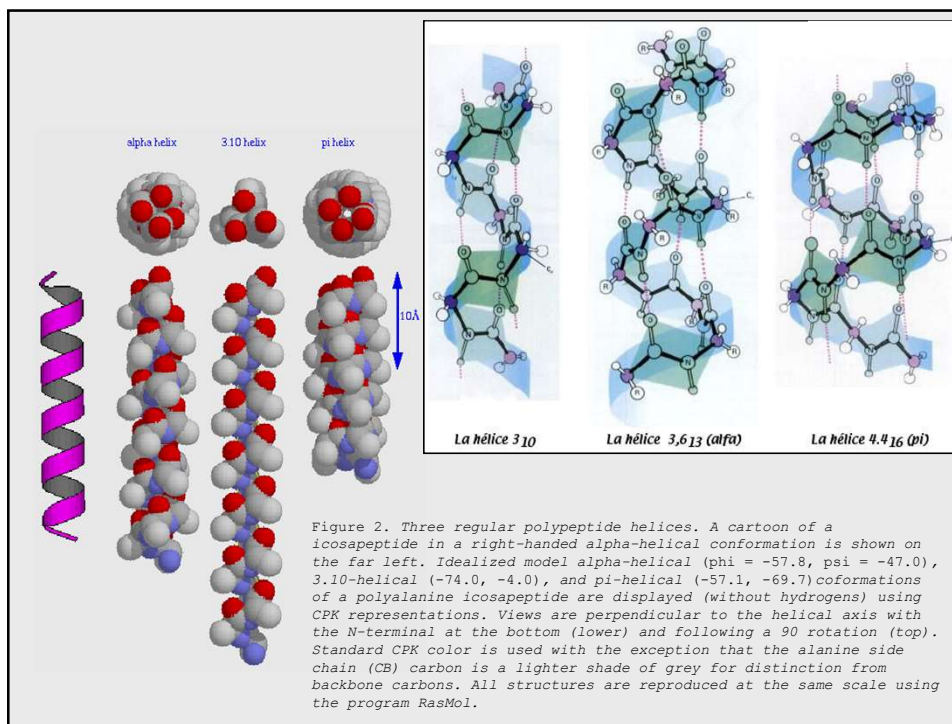 alpha helix 3.10 helix pi helix
10Å
La hélice 3₁₀ La hélice 3,6₁₃ (alfa) La hélice 4.4₁₆ (pi)
Figure 2. Three regular polypeptide helices. A cartoon of a
icosapeptide in a right-handed alpha-helical conformation is shown on
the far left. Idealized model alpha-helical (phi = -57.8, psi = -47.0),
3.10-helical (-74.0, -4.0), and pi-helical (-57.1, -69.7)coformations
of a polyalanine icosapeptide are displayed (without hydrogens) using
CPK representations. Views are perpendicular to the helical axis with
the N-terminal at the bottom (lower) and following a 90 rotation (top).
Standard CPK color is used with the exception that the alanine side
chain (CB) carbon is a lighter shade of grey for distinction from
backbone carbons. All structures are reproduced at the same scale using
the program RasMol.